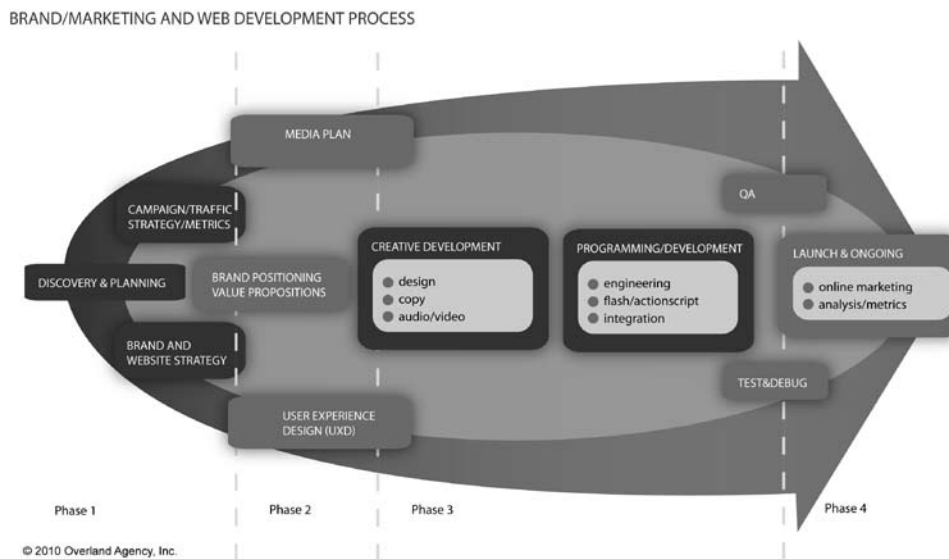 BRAND/MARKETING AND WEB DEVELOPMENT PROCESS
MEDIA PLAN
CAMPAIGN/TRAFFIC
STRATEGY/METRICS
QA
DISCOVERY & PLANNING
BRAND POSITIONING
VALUE PROPOSITIONS
CREATIVE DEVELOPMENT
design
copy
audio/video
PROGRAMMING/DEVELOPMENT
engineering
flash/actionscript
integration
LAUNCH & ONGOING
online marketing
analysis/metrics
BRAND AND
WEBSITE STRATEGY
TEST&DEBUG
USER EXPERIENCE
DESIGN (UXD)
Phase 1
Phase 2
Phase 3
Phase 4
© 2010 Overland Agency, Inc.